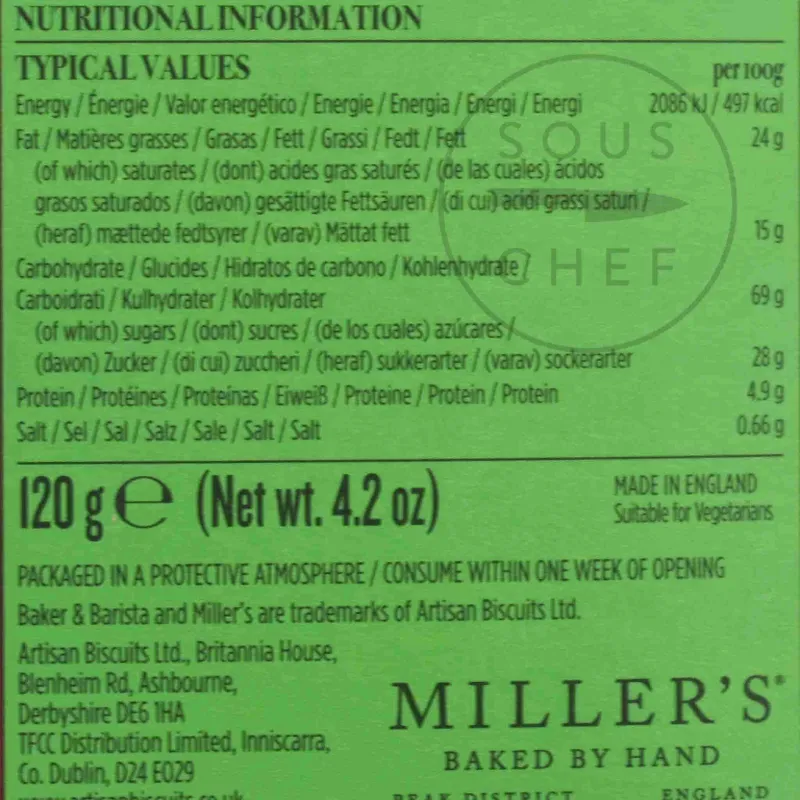 NUTRITIONAL INFORMATION
TYPICAL VALUES per 100g
Energy / Énergie / Valor energético / Energie / Energia / Energi / Energi 2086 kJ / 497 kcal
Fat / Matières grasses / Grasas / Fett / Grassi / Fedt / Fett 24 g
(of which) saturates / (dont) acides gras saturés / (de las cuales) ácidos
grasos saturados / (davon) gesättigte Fettsäuren / (di cui) acidi grassi saturi /
(heraf) mættede fedtsyrer / (varav) Mättat fett 15 g
Carbohydrate / Glucides / Hidratos de carbono / Kohlenhydrate /
Carboidrati / Kulhydrater / Kolhydrater 69 g
(of which) sugars / (dont) sucres / (de los cuales) azúcares /
(davon) Zucker / (di cui) zuccheri / (heraf) sukkerarter / (varav) sockerarter 28 g
Protein / Protéines / Proteínas / Eiweiß / Proteine / Protein / Protein 4.9 g
Salt / Sel / Sal / Salz / Sale / Salt / Salt 0.66 g
SOUS
CHEF
120 g ℮ (Net wt. 4.2 oz)
MADE IN ENGLAND
Suitable for Vegetarians
PACKAGED IN A PROTECTIVE ATMOSPHERE / CONSUME WITHIN ONE WEEK OF OPENING
Baker & Barista and Miller's are trademarks of Artisan Biscuits Ltd.
Artisan Biscuits Ltd., Britannia House,
Blenheim Rd, Ashbourne,
Derbyshire DE6 1HA
TFCC Distribution Limited, Inniscarra,
Co. Dublin, D24 E029
www.artisanbiscuits.co.uk
MILLER'S®
BAKED BY HAND
PEAK DISTRICT ENGLAND